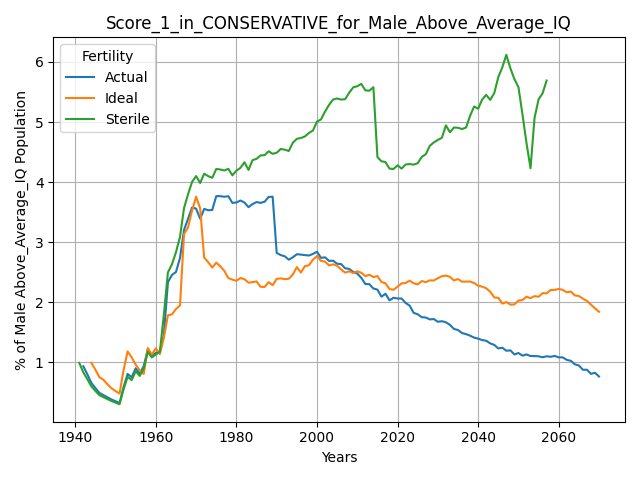 Score_1_in_CONSERVATIVE_for_Male_Above_Average_IQ
Fertility
Actual
Ideal
Sterile
% of Male Above_Average_IQ Population
6
5
4
3
2
1
1940
1960
1980
2000
2020
2040
2060
Years